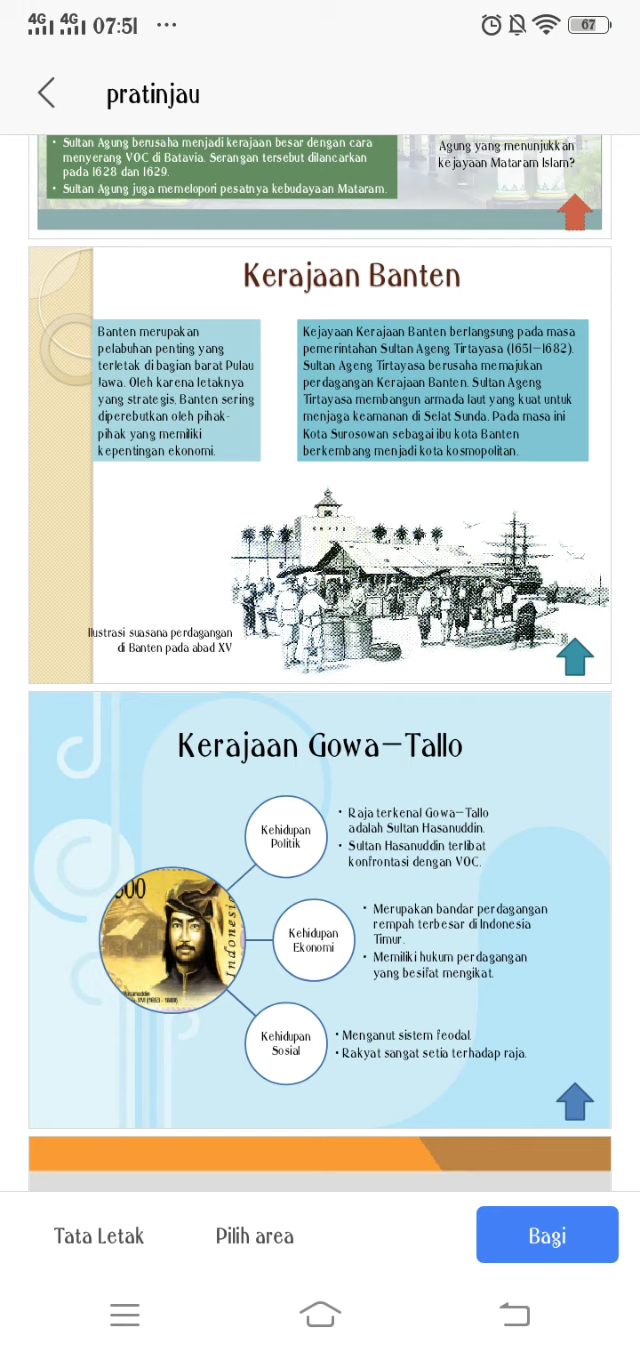 4G 4G 07:51 ...
67
pratinjau
• Sultan Agung berusaha menjadi kerajaan besar dengan cara
menyerang VOC di Batavia. Serangan tersebut dilancarkan
pada 1628 dan 1629.
• Sultan Agung juga memelopori pesatnya kebudayaan Mataram.
Agung yang menunjukkan
kejayaan Mataram Islam?
Kerajaan Banten
Banten merupakan
pelabuhan penting yang
terletak di bagian barat Pulau
Jawa. Oleh karena letaknya
yang strategis, Banten sering
diperebutkan oleh pihak-
pihak yang memiliki
kepentingan ekonomi.
Kejayaan Kerajaan Banten berlangsung pada masa
pemerintahan Sultan Ageng Tirtayasa (1651—1682).
Sultan Ageng Tirtayasa berusaha memajukan
perdagangan Kerajaan Banten. Sultan Ageng
Tirtayasa membangun armada laut yang kuat untuk
menjaga keamanan di Selat Sunda. Pada masa ini
Kota Surosowan sebagai ibu kota Banten
berkembang menjadi kota kosmopolitan.
Ilustrasi suasana perdagangan
di Banten pada abad XV
Kerajaan Gowa—Tallo
Kehidupan
Politik
• Raja terkenal Gowa—Tallo
adalah Sultan Hasanuddin.
• Sultan Hasanuddin terlibat
konfrontasi dengan VOC.
Indonesia
Kehidupan
Ekonomi
• Merupakan bandar perdagangan
rempah terbesar di Indonesia
Timur.
• Memiliki hukum perdagangan
yang besifat mengikat.
Kehidupan
Sosial
• Menganut sistem feodal.
• Rakyat sangat setia terhadap raja.
Tata Letak
Pilih area
Bagi